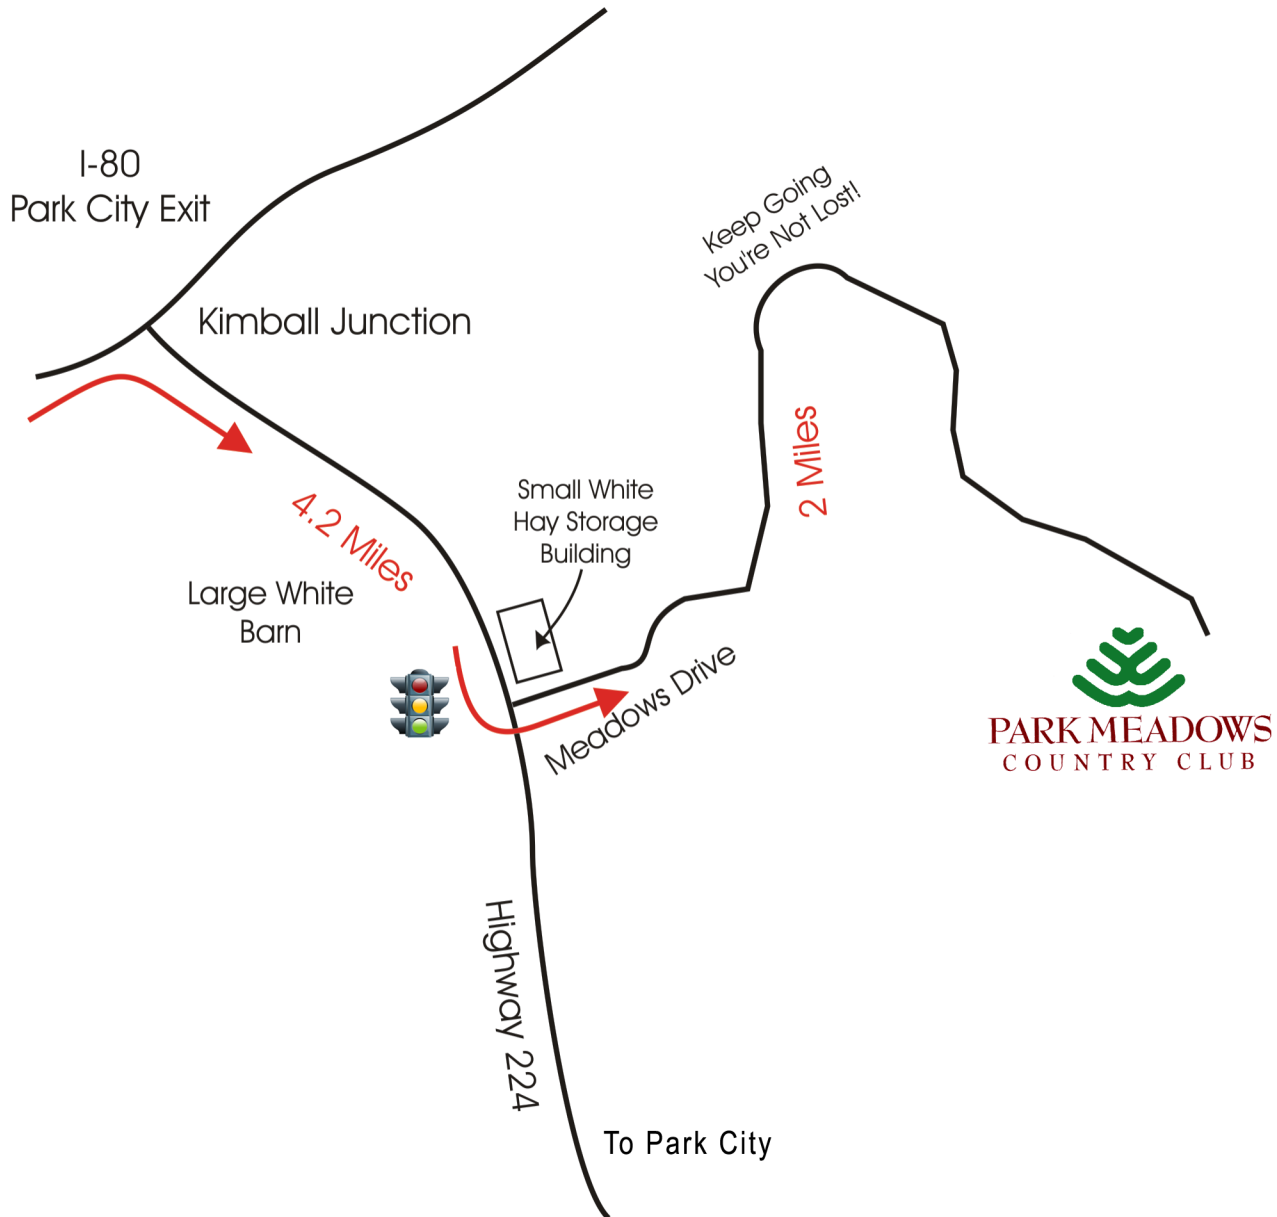 I-80
Park City Exit
Keep Going
You're Not Lost!
Kimball Junction
4.2 Miles
2 Miles
Small White
Hay Storage
Building
Large White
Barn
Meadows Drive
PARK MEADOWS
COUNTRY CLUB
Highway 224
To Park City